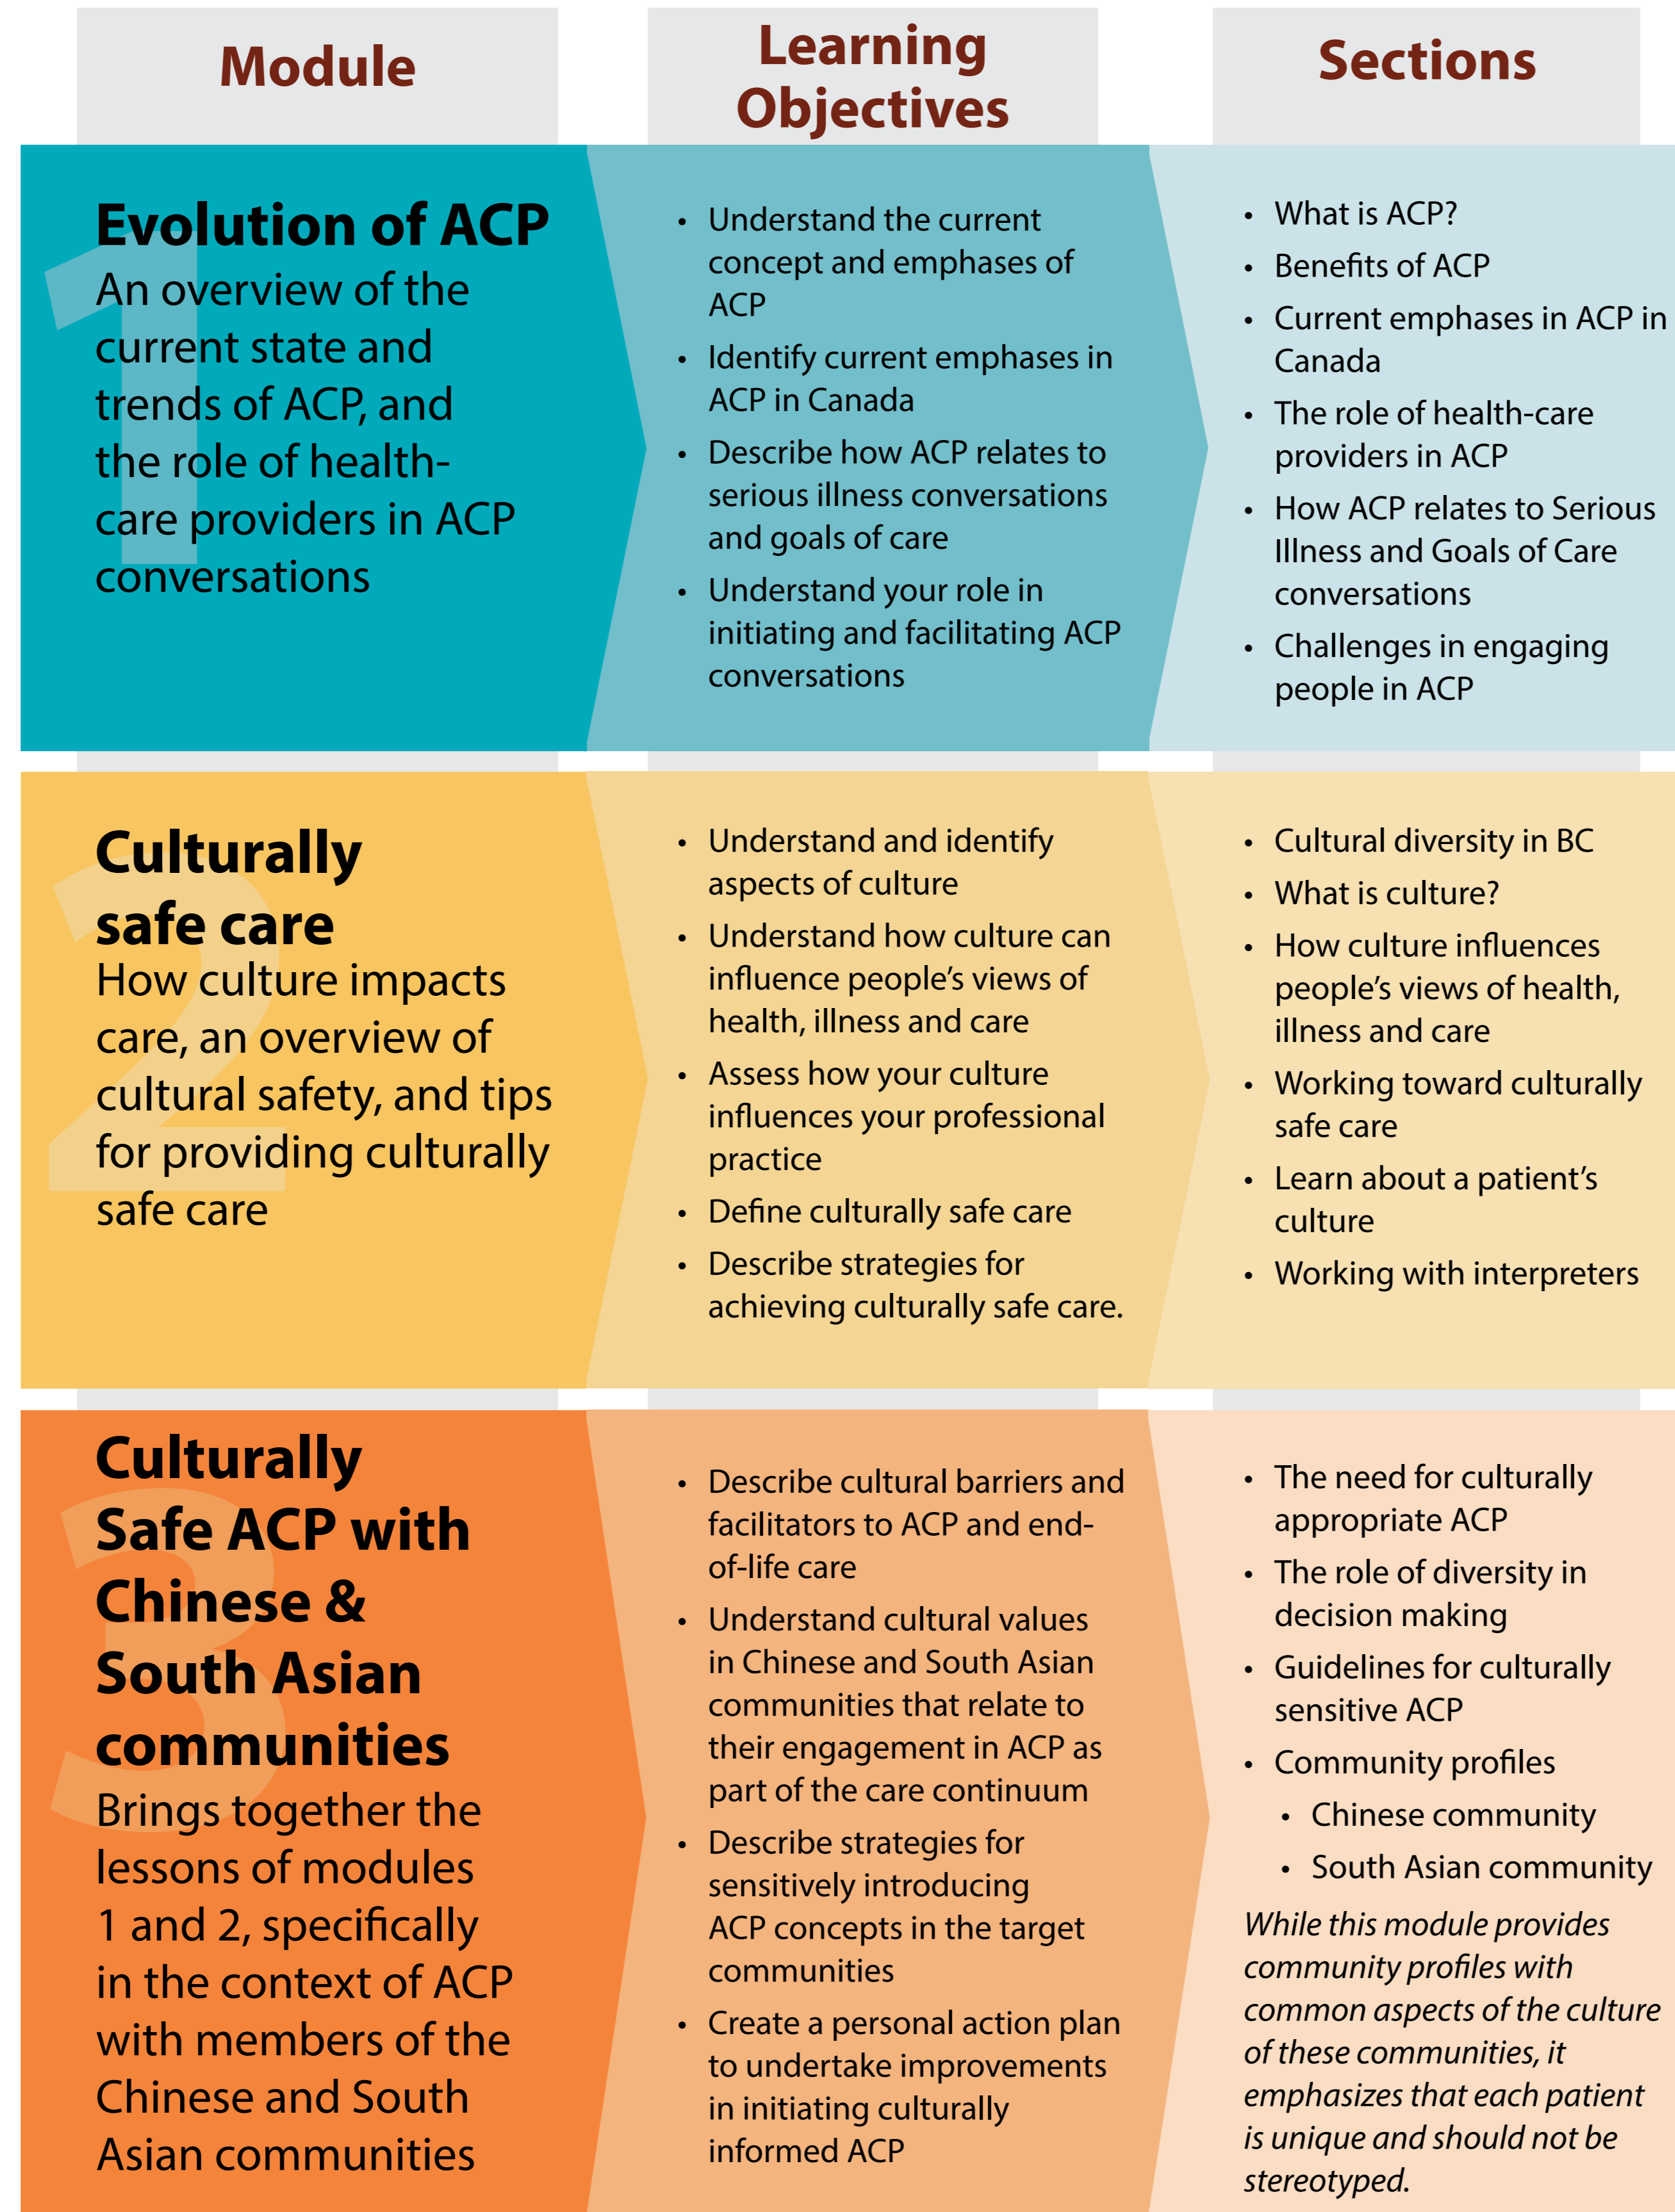 Module
Learning
Objectives
Sections
1
Evolution of ACP
An overview of the
current state and
trends of ACP, and
the role of health-
care providers in ACP
conversations
• Understand the current
concept and emphases of
ACP
• Identify current emphases in
ACP in Canada
• Describe how ACP relates to
serious illness conversations
and goals of care
• Understand your role in
initiating and facilitating ACP
conversations
• What is ACP?
• Benefits of ACP
• Current emphases in ACP in
Canada
• The role of health-care
providers in ACP
• How ACP relates to Serious
Illness and Goals of Care
conversations
• Challenges in engaging
people in ACP
2
Culturally
safe care
How culture impacts
care, an overview of
cultural safety, and tips
for providing culturally
safe care
• Understand and identify
aspects of culture
• Understand how culture can
influence people’s views of
health, illness and care
• Assess how your culture
influences your professional
practice
• Define culturally safe care
• Describe strategies for
achieving culturally safe care.
• Cultural diversity in BC
• What is culture?
• How culture influences
people’s views of health,
illness and care
• Working toward culturally
safe care
• Learn about a patient’s
culture
• Working with interpreters
3
Culturally
Safe ACP with
Chinese &
South Asian
communities
Brings together the
lessons of modules
1 and 2, specifically
in the context of ACP
with members of the
Chinese and South
Asian communities
• Describe cultural barriers and
facilitators to ACP and end-
of-life care
• Understand cultural values
in Chinese and South Asian
communities that relate to
their engagement in ACP as
part of the care continuum
• Describe strategies for
sensitively introducing
ACP concepts in the target
communities
• Create a personal action plan
to undertake improvements
in initiating culturally
informed ACP
• The need for culturally
appropriate ACP
• The role of diversity in
decision making
• Guidelines for culturally
sensitive ACP
• Community profiles
• Chinese community
• South Asian community
While this module provides
community profiles with
common aspects of the culture
of these communities, it
emphasizes that each patient
is unique and should not be
stereotyped.